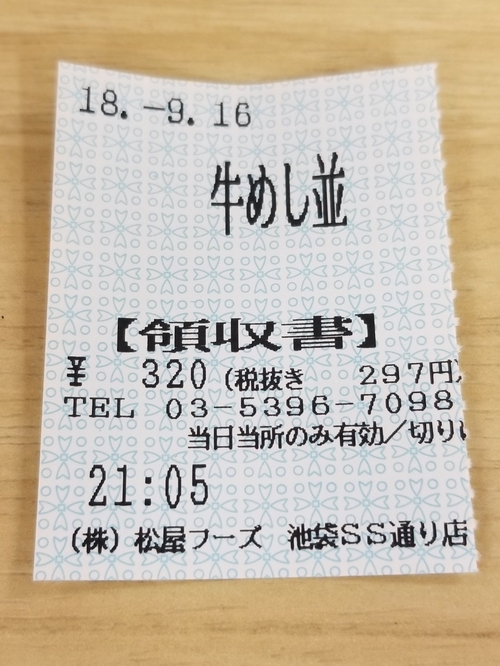 18.-9.16
牛めし並
【領収書】
¥ 320 (税抜き 297円)
TEL 03-5396-7098
当日当所のみ有効/切り
21:05
(株) 松屋フーズ 池袋SS通り店